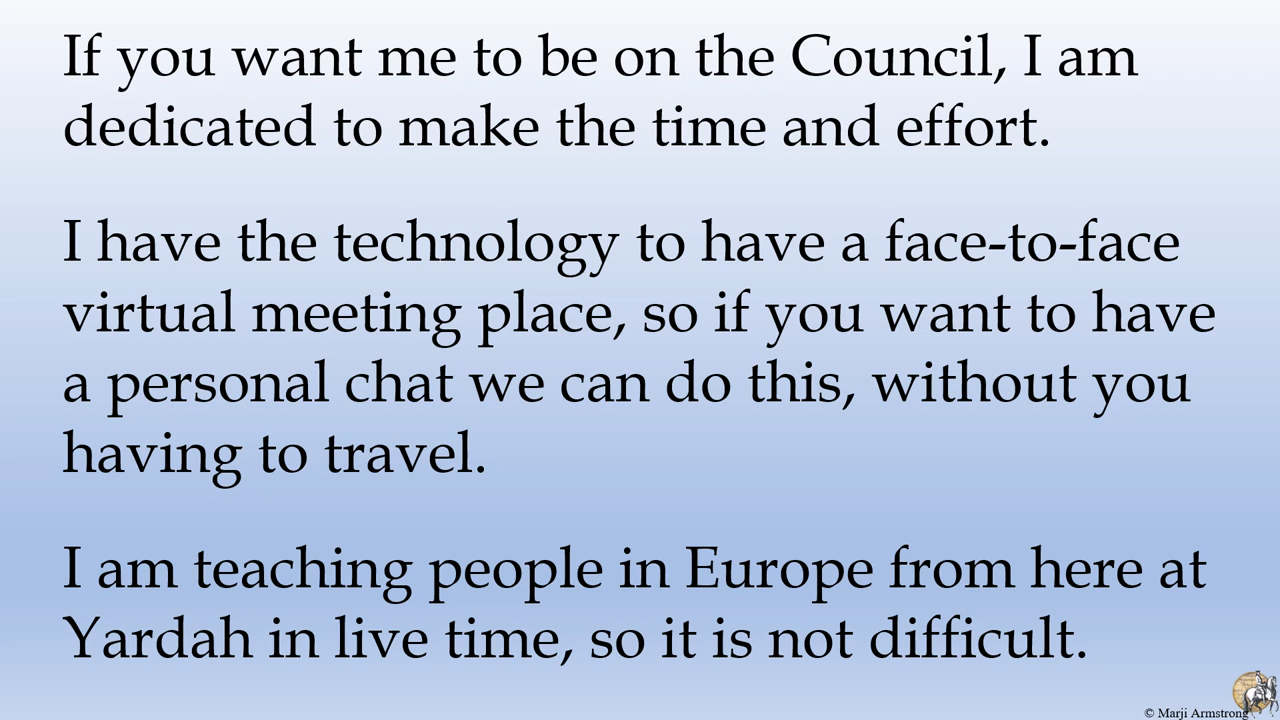 If you want me to be on the Council, I am
dedicated to make the time and effort.
I have the technology to have a face-to-face
virtual meeting place, so if you want to have
a personal chat we can do this, without you
having to travel.
I am teaching people in Europe from here at
Yardah in live time, so it is not difficult.
© Marji Armstrong